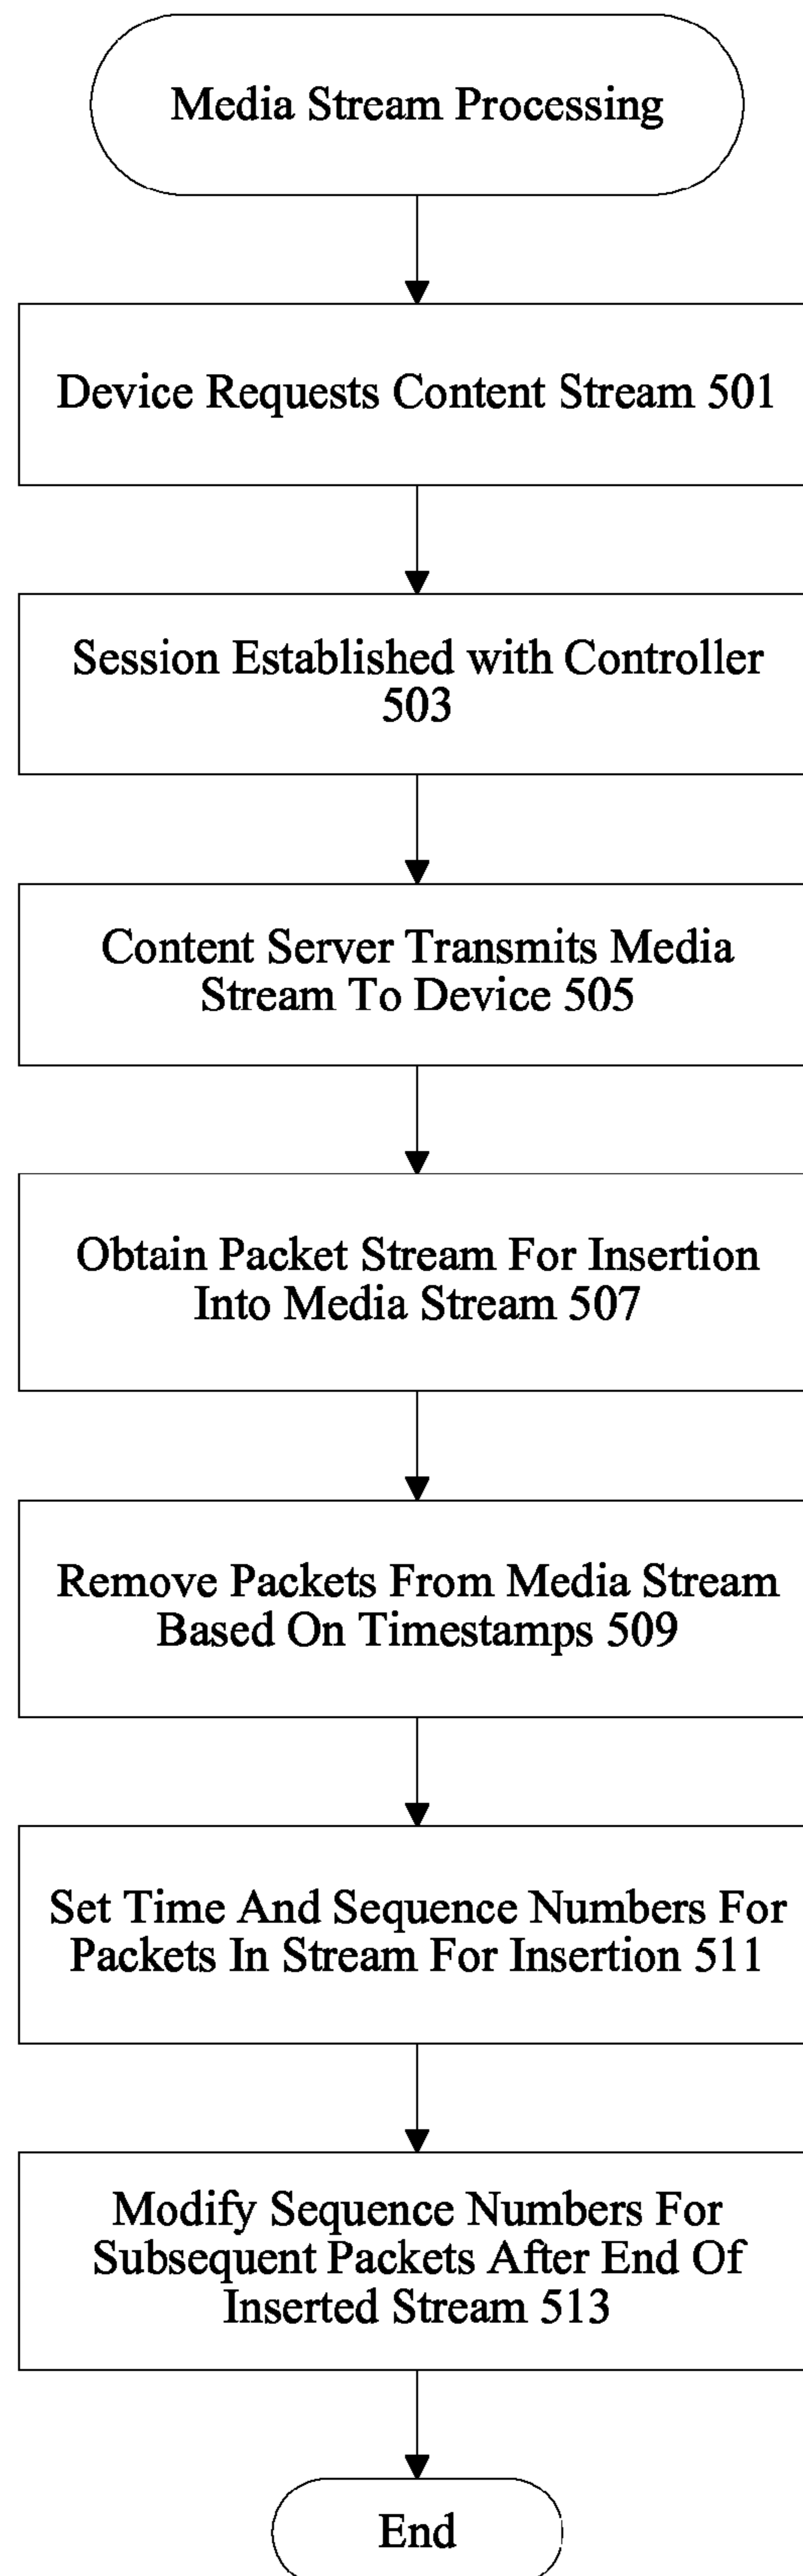 Media Stream Processing
Device Requests Content Stream 501
Session Established with Controller
503
Content Server Transmits Media
Stream To Device 505
Obtain Packet Stream For Insertion
Into Media Stream 507
Remove Packets From Media Stream
Based On Timestamps 509
Set Time And Sequence Numbers For
Packets In Stream For Insertion 511
Modify Sequence Numbers For
Subsequent Packets After End Of
Inserted Stream 513
End